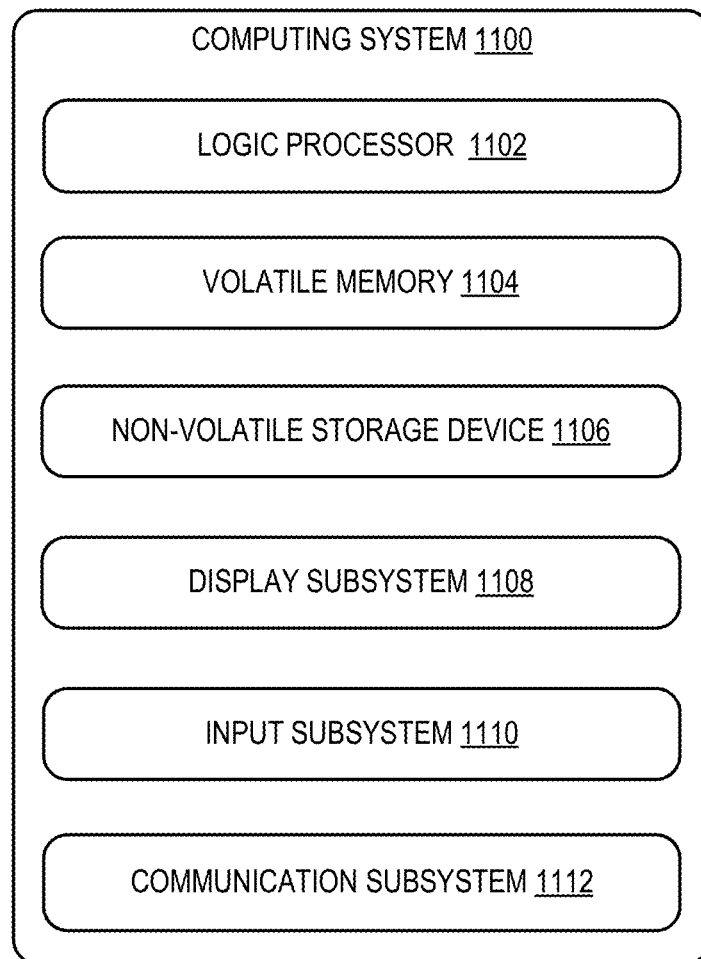 COMPUTING SYSTEM 1100
LOGIC PROCESSOR 1102
VOLATILE MEMORY 1104
NON-VOLATILE STORAGE DEVICE 1106
DISPLAY SUBSYSTEM 1108
INPUT SUBSYSTEM 1110
COMMUNICATION SUBSYSTEM 1112